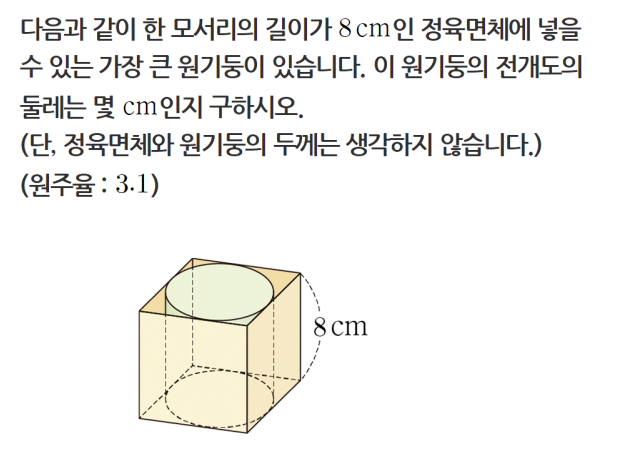 다음과 같이 한 모서리의 길이가 8cm인 정육면체에 넣을
수 있는 가장 큰 원기둥이 있습니다. 이 원기둥의 전개도의
둘레는 몇 cm인지 구하시오.
(단, 정육면체와 원기둥의 두께는 생각하지 않습니다.)
(원주율 : 3.1)
8cm